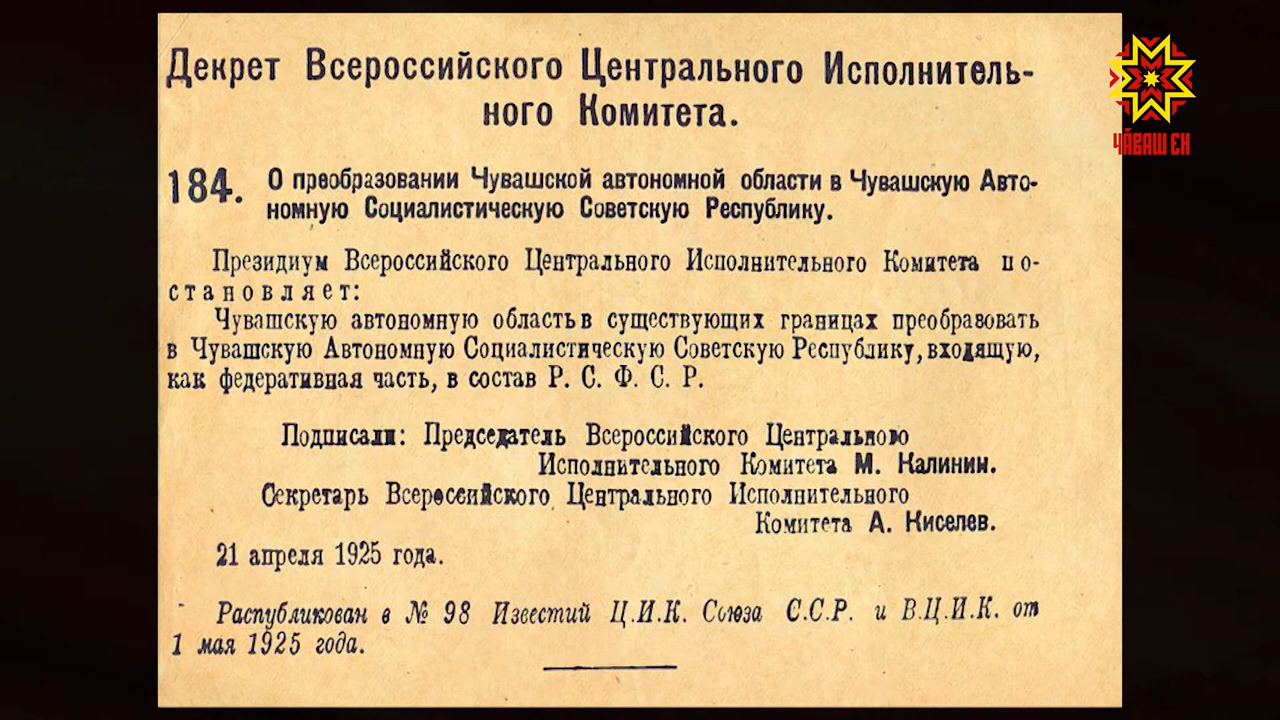 Декрет Всероссийского Центрального Исполнитель-
ного Комитета.
184. О преобразовании Чувашской автономной области в Чувашскую Авто-
номную Социалистическую Советскую Республику.
Президиум Всероссийского Центрального Исполнительного Комитета по-
становляет:
Чувашскую автономную область в существующих границах преобразовать
в Чувашскую Автономную Социалистическую Советскую Республику, входящую,
как федеративная часть, в состав Р. С. Ф. С. Р.
Подписали: Председатель Всероссийского Центрального
Исполнительного Комитета М. Калинин.
Секретарь Всероссийского Центрального Исполнительного
Комитета А. Киселев.
21 апреля 1925 года.
Распубликован в № 98 Известий Ц.И.К. Союза С.С.Р. и В.Ц.И.К. от
1 мая 1925 года.
ЧӐВАШ ЕН